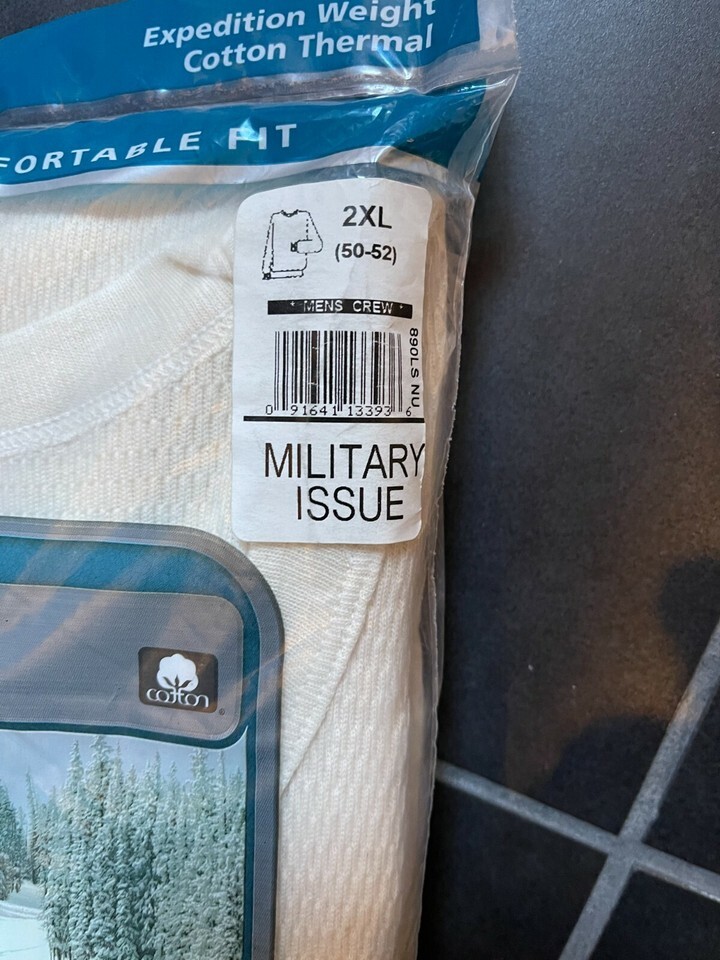 Expedition Weight
Cotton Thermal
FORTABLE FIT
2XL
(50-52)
* MENS CREW *
890LS NU
0 91641 13393 6
MILITARY
ISSUE
cotton